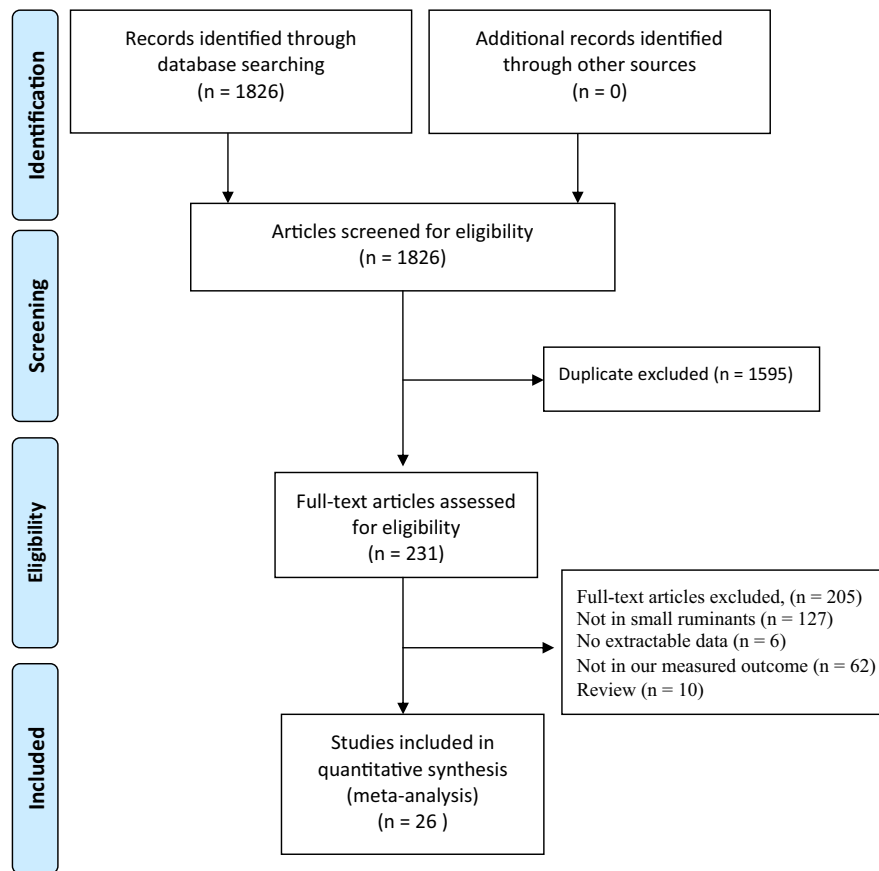 Identification
Records identified through
database searching
(n = 1826)
Additional records identified
through other sources
(n = 0)
Articles screened for eligibility
(n = 1826)
Screening
Duplicate excluded (n = 1595)
Eligibility
Full-text articles assessed
for eligibility
(n = 231)
Full-text articles excluded, (n = 205)
Not in small ruminants (n = 127)
No extractable data (n = 6)
Not in our measured outcome (n = 62)
Review (n = 10)
Included
Studies included in
quantitative synthesis
(meta-analysis)
(n = 26 )